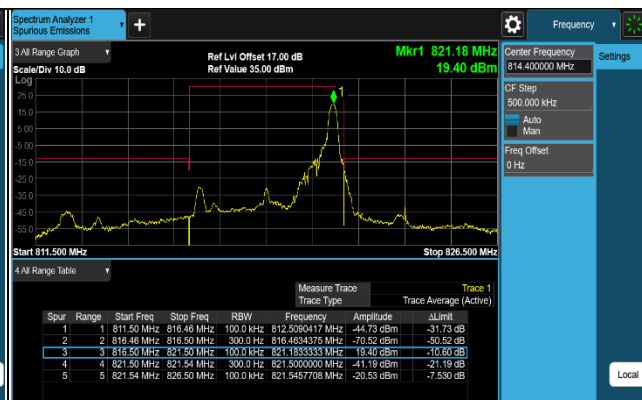 Spectrum Analyzer 1
Spurious Emissions
+
Frequency
3 All Range Graph
Ref Lvl Offset 17.00 dB
Mkr1 821.18 MHz
Scale/Div 10.0 dB
Ref Value 35.00 dBm
19.40 dBm
Log
25.0
15.0
5.00
-5.00
-15.0
-25.0
-35.0
-45.0
-55.0
1
Start 811.500 MHz
Stop 826.500 MHz
4 All Range Table
Measure Trace Trace 1
Trace Type Trace Average (Active)
Spur Range Start Freq Stop Freq RBW Frequency Amplitude ΔLimit
1 1 811.50 MHz 816.46 MHz 100.0 kHz 812.5090417 MHz -44.73 dBm -31.73 dB
2 2 816.46 MHz 816.50 MHz 300.0 Hz 816.4634375 MHz -70.52 dBm -50.52 dB
3 3 816.50 MHz 821.50 MHz 100.0 kHz 821.1833333 MHz 19.40 dBm -10.60 dB
4 4 821.50 MHz 821.54 MHz 300.0 Hz 821.5000000 MHz -41.19 dBm -21.19 dB
5 5 821.54 MHz 826.50 MHz 100.0 kHz 821.5457708 MHz -20.53 dBm -7.530 dB
Center Frequency
814.400000 MHz
Settings
CF Step
500.000 kHz
Auto
Man
Freq Offset
0 Hz
Local